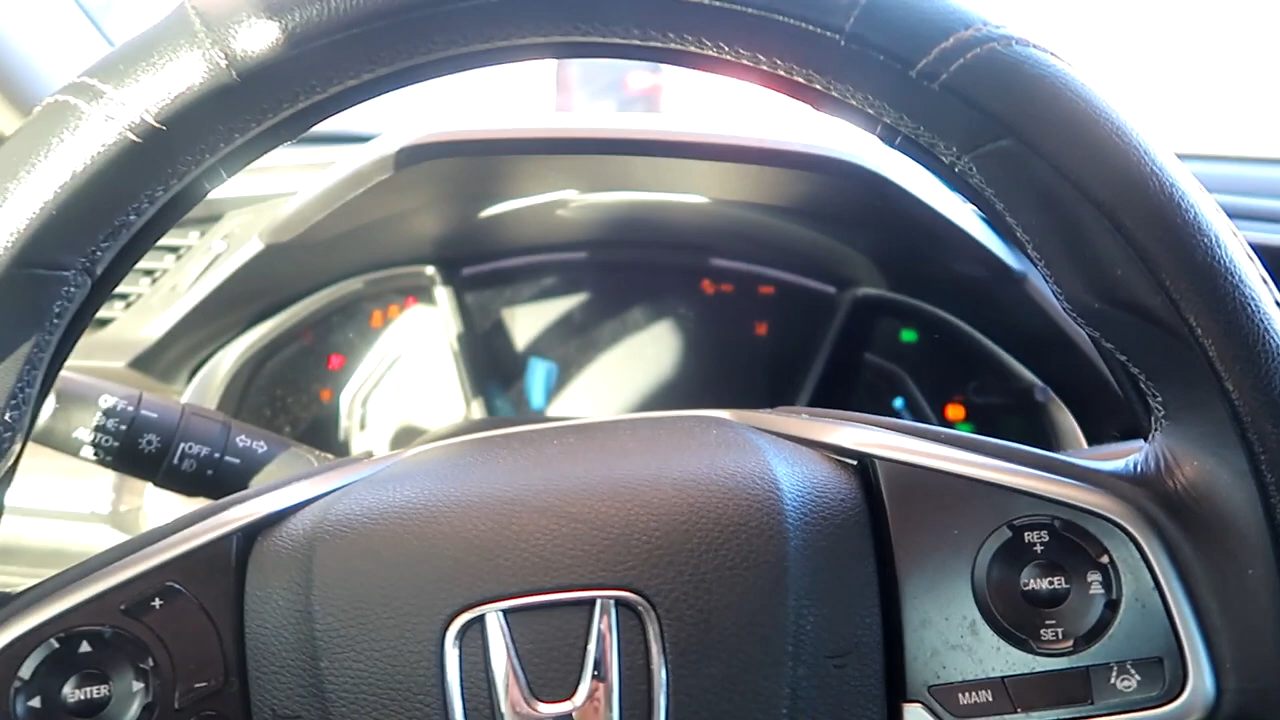 OFF
AUTO
OFF
RES
+
CANCEL
-
SET
MAIN
+
ENTER
-